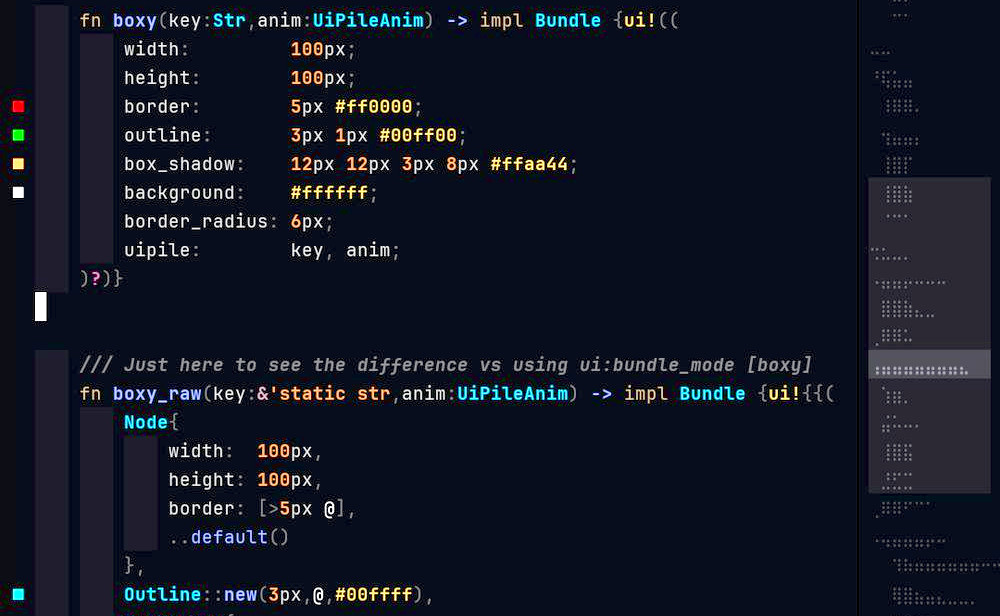 fn boxy(key:Str,anim:UiPileAnim) -> impl Bundle {ui!((
    width:         100px;
    height:        100px;
    border:        5px #ff0000;
    outline:       3px 1px #00ff00;
    box_shadow:    12px 12px 3px 8px #ffaa44;
    background:    #ffffff;
    border_radius: 6px;
    uipile:        key, anim;
)?)}
/// Just here to see the difference vs using ui:bundle_mode [boxy]
fn boxy_raw(key:&'static str,anim:UiPileAnim) -> impl Bundle {ui!{{(
    Node{
        width:  100px,
        height: 100px,
        border: [>5px @],
        ..default()
    },
    Outline::new(3px,@,#00ffff),